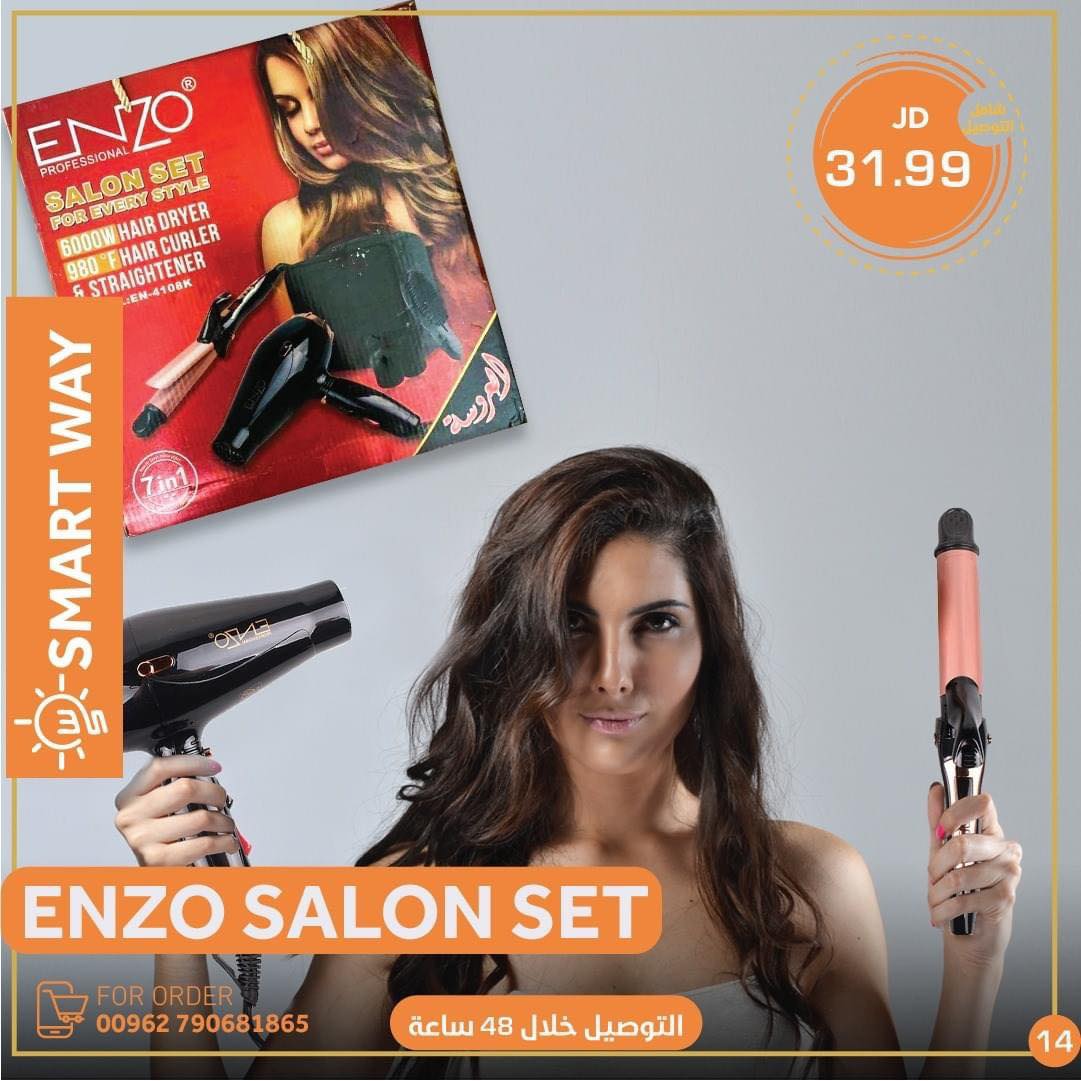 ENZO®
PROFESSIONAL
SALON SET
FOR EVERY STYLE
6000W HAIR DRYER
980°F HAIR CURLER
& STRAIGHTENER
:EN-4108K
العروسة
7 in 1
JD
31.99
شامل
التوصيل
SMART WAY
ENZO
ENZO SALON SET
FOR ORDER
00962 790681865
التوصيل خلال 48 ساعة
14